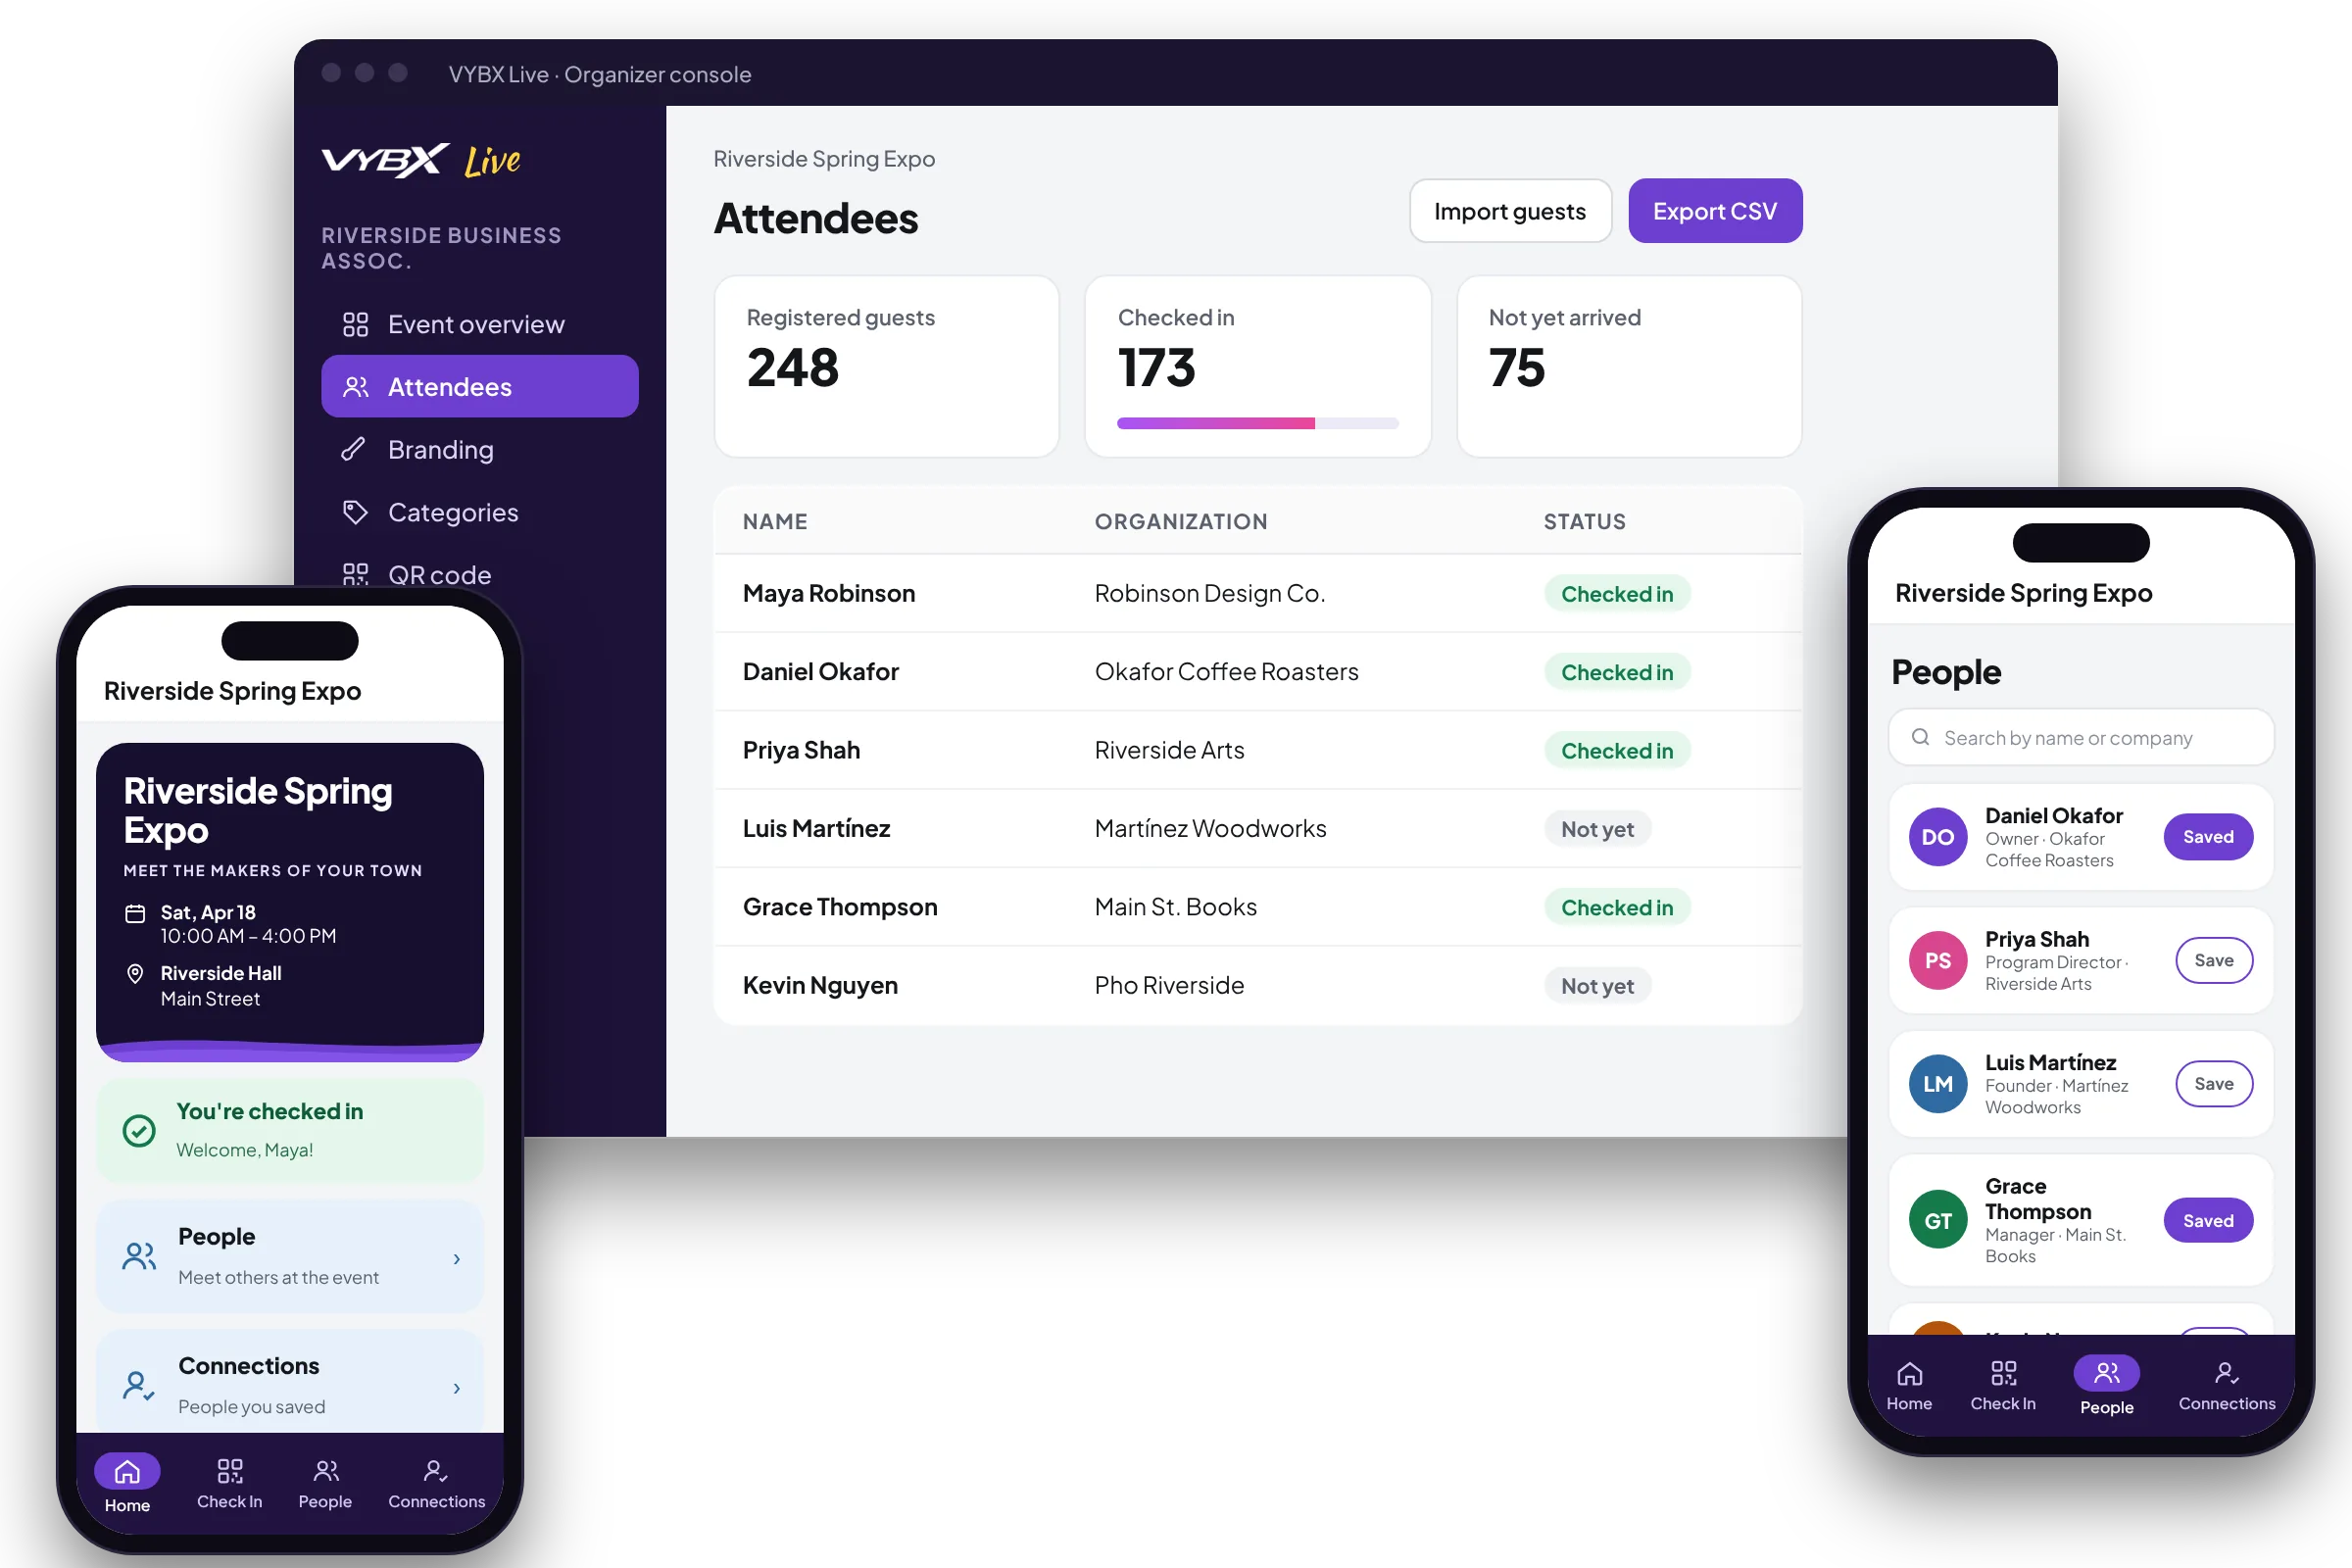 VYBX Live · Organizer console
VYBX Live
RIVERSIDE BUSINESS
ASSOC.
Event overview
Attendees
Branding
Categories
QR code
Riverside Spring Expo
Attendees
Import guests
Export CSV
Registered guests
248
Checked in
173
Not yet arrived
75
NAME ORGANIZATION STATUS
Maya Robinson Robinson Design Co. Checked in
Daniel Okafor Okafor Coffee Roasters Checked in
Priya Shah Riverside Arts Checked in
Luis Martínez Martínez Woodworks Not yet
Grace Thompson Main St. Books Checked in
Kevin Nguyen Pho Riverside Not yet
Riverside Spring Expo
Riverside Spring
Expo
MEET THE MAKERS OF YOUR TOWN
Sat, Apr 18
10:00 AM – 4:00 PM
Riverside Hall
Main Street
You're checked in
Welcome, Maya!
People
Meet others at the event
Connections
People you saved
Home Check In People Connections
Riverside Spring Expo
People
Search by name or company
DO
Daniel Okafor
Owner · Okafor
Coffee Roasters
Saved
PS
Priya Shah
Program Director ·
Riverside Arts
Save
LM
Luis Martínez
Founder · Martínez
Woodworks
Save
GT
Grace
Thompson
Manager · Main St.
Books
Saved
Home Check In People Connections